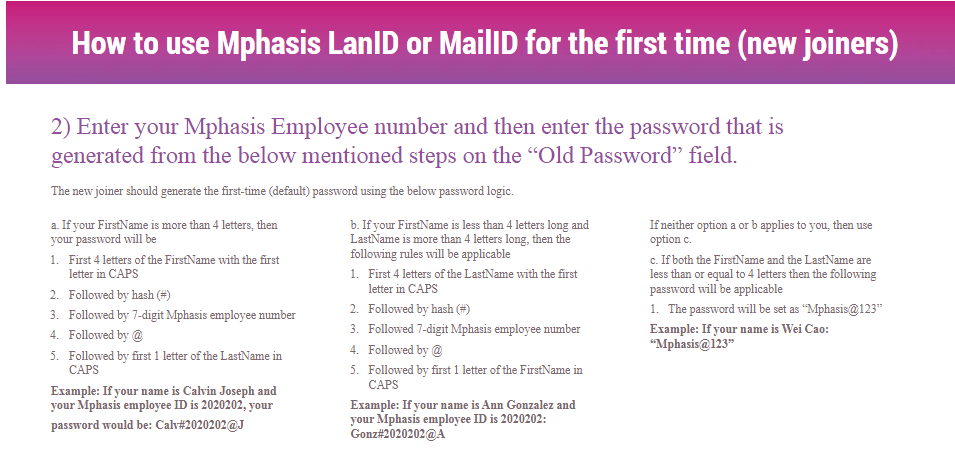 How to use Mphasis LanID or MailID for the first time (new joiners)
2) Enter your Mphasis Employee number and then enter the password that is
generated from the below mentioned steps on the “Old Password” field.
The new joiner should generate the first-time (default) password using the below password logic.
a. If your FirstName is more than 4 letters, then
your password will be
1. First 4 letters of the FirstName with the first
letter in CAPS
2. Followed by hash (#)
3. Followed by 7-digit Mphasis employee number
4. Followed by @
5. Followed by first 1 letter of the LastName in
CAPS
Example: If your name is Calvin Joseph and
your Mphasis employee ID is 2020202, your
password would be: Calv#2020202@J
b. If your FirstName is less than 4 letters long and
LastName is more than 4 letters long, then the
following rules will be applicable
1. First 4 letters of the LastName with the first
letter in CAPS
2. Followed by hash (#)
3. Followed 7-digit Mphasis employee number
4. Followed by @
5. Followed by first 1 letter of the FirstName in
CAPS
Example: If your name is Ann Gonzalez and
your Mphasis employee ID is 2020202:
Gonz#2020202@A
If neither option a or b applies to you, then use
option c.
c. If both the FirstName and the LastName are
less than or equal to 4 letters then the following
password will be applicable
1. The password will be set as “Mphasis@123”
Example: If your name is Wei Cao:
“Mphasis@123”